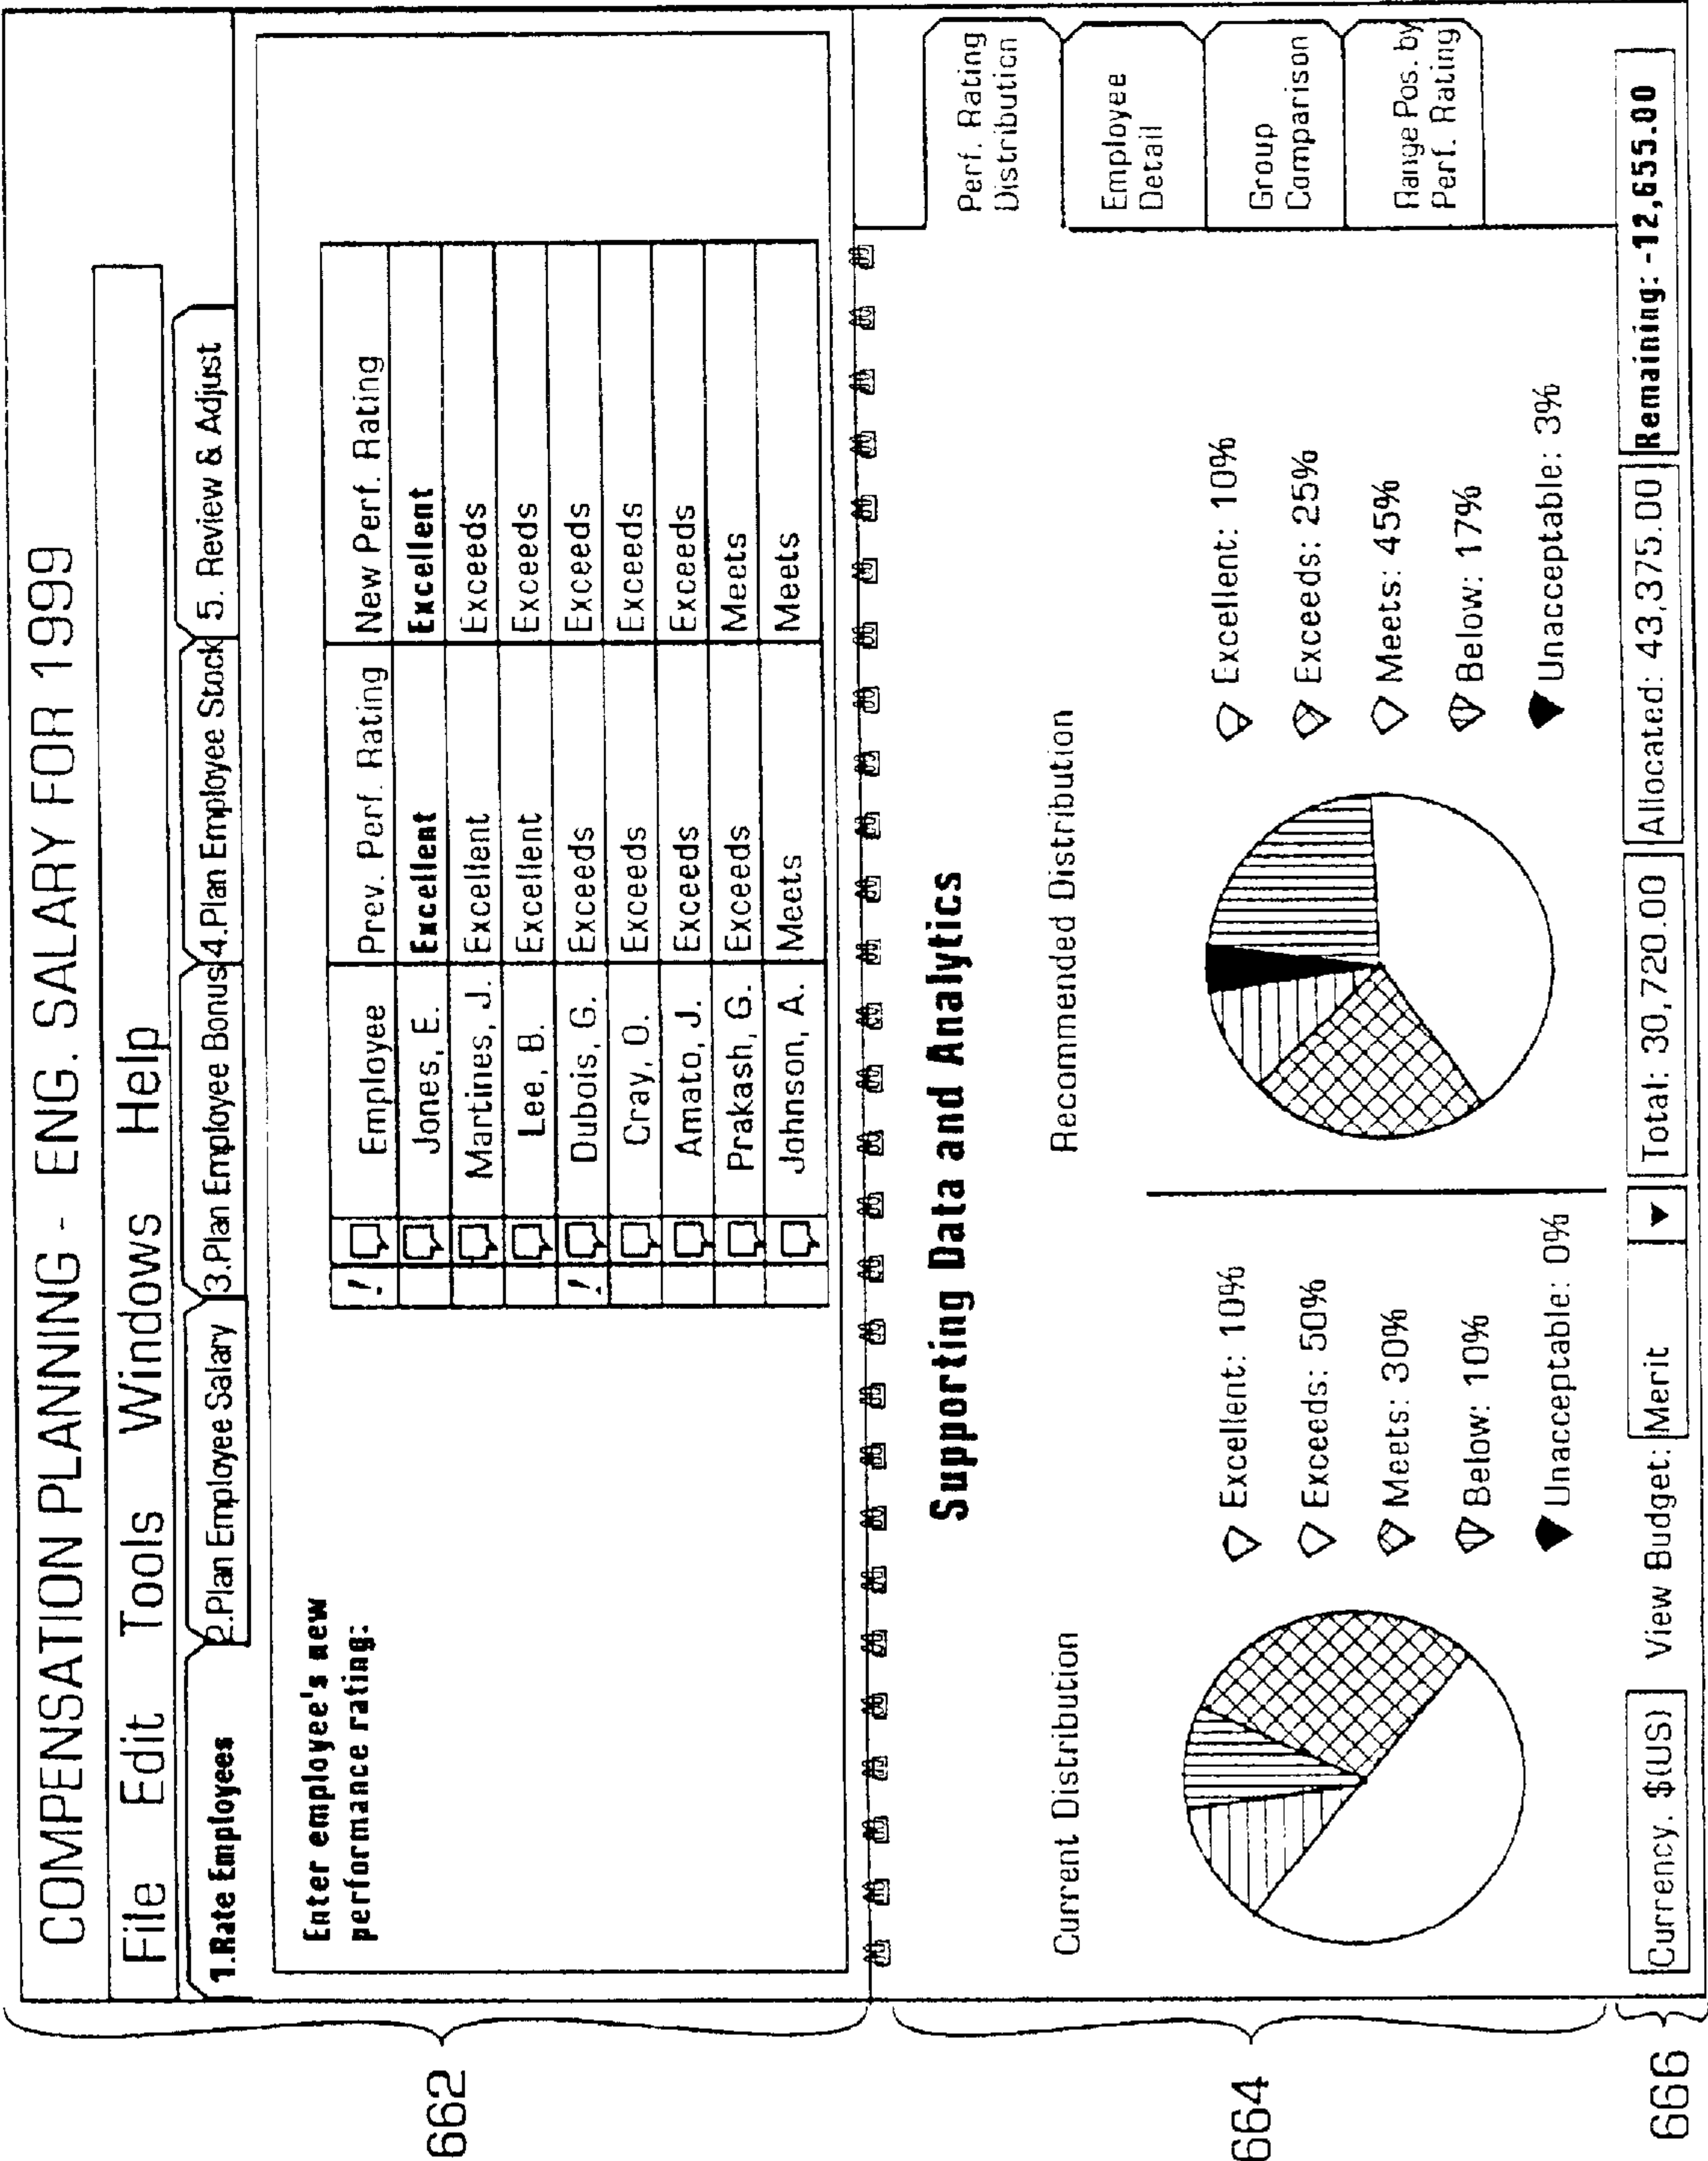 COMPENSATION PLANNING - ENG. SALARY FOR 1999
File Edit Tools Windows Help
1.Rate Employees 2.Plan Employee Salary 3.Plan Employee Bonus 4.Plan Employee Stock 5. Review & Adjust
Enter employee's new
performance rating:
! Employee Prev. Perf. Rating New Perf. Rating
Jones, E. Excellent Excellent
Martines, J. Excellent Exceeds
Lee, B. Excellent Exceeds
! Dubois, G. Exceeds Exceeds
Cray, O. Exceeds Exceeds
Amato, J. Exceeds Exceeds
Prakash, G. Exceeds Meets
Johnson, A. Meets Meets
662
Supporting Data and Analytics
Current Distribution
Excellent: 10%
Exceeds: 50%
Meets: 30%
Below: 10%
Unacceptable: 0%
Recommended Distribution
Excellent: 10%
Exceeds: 25%
Meets: 45%
Below: 17%
Unacceptable: 3%
Perf. Rating
Distribution
Employee
Detail
Group
Comparison
Range Pos. by
Perf. Rating
664
Currency. $(US) View Budget: Merit ▼ Total: 30,720.00 Allocated: 43,375.00 Remaining: -12,655.00
666